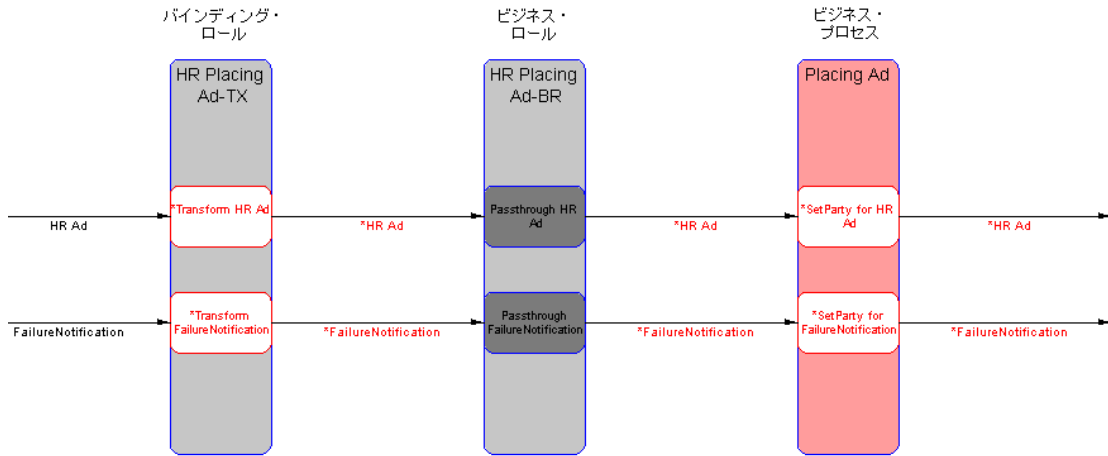 バインディング・
ロール
ビジネス・
ロール
ビジネス・
プロセス
HR Placing
Ad-TX
HR Placing
Ad-BR
Placing Ad
*Transform HR Ad
Passthrough HR
Ad
*SetParty for HR
Ad
HR Ad
*HR Ad
*HR Ad
*HR Ad
*Transform
FailureNotification
Passthrough
FailureNotification
*SetParty for
FailureNotification
FailureNotification
*FailureNotification
*FailureNotification
*FailureNotification